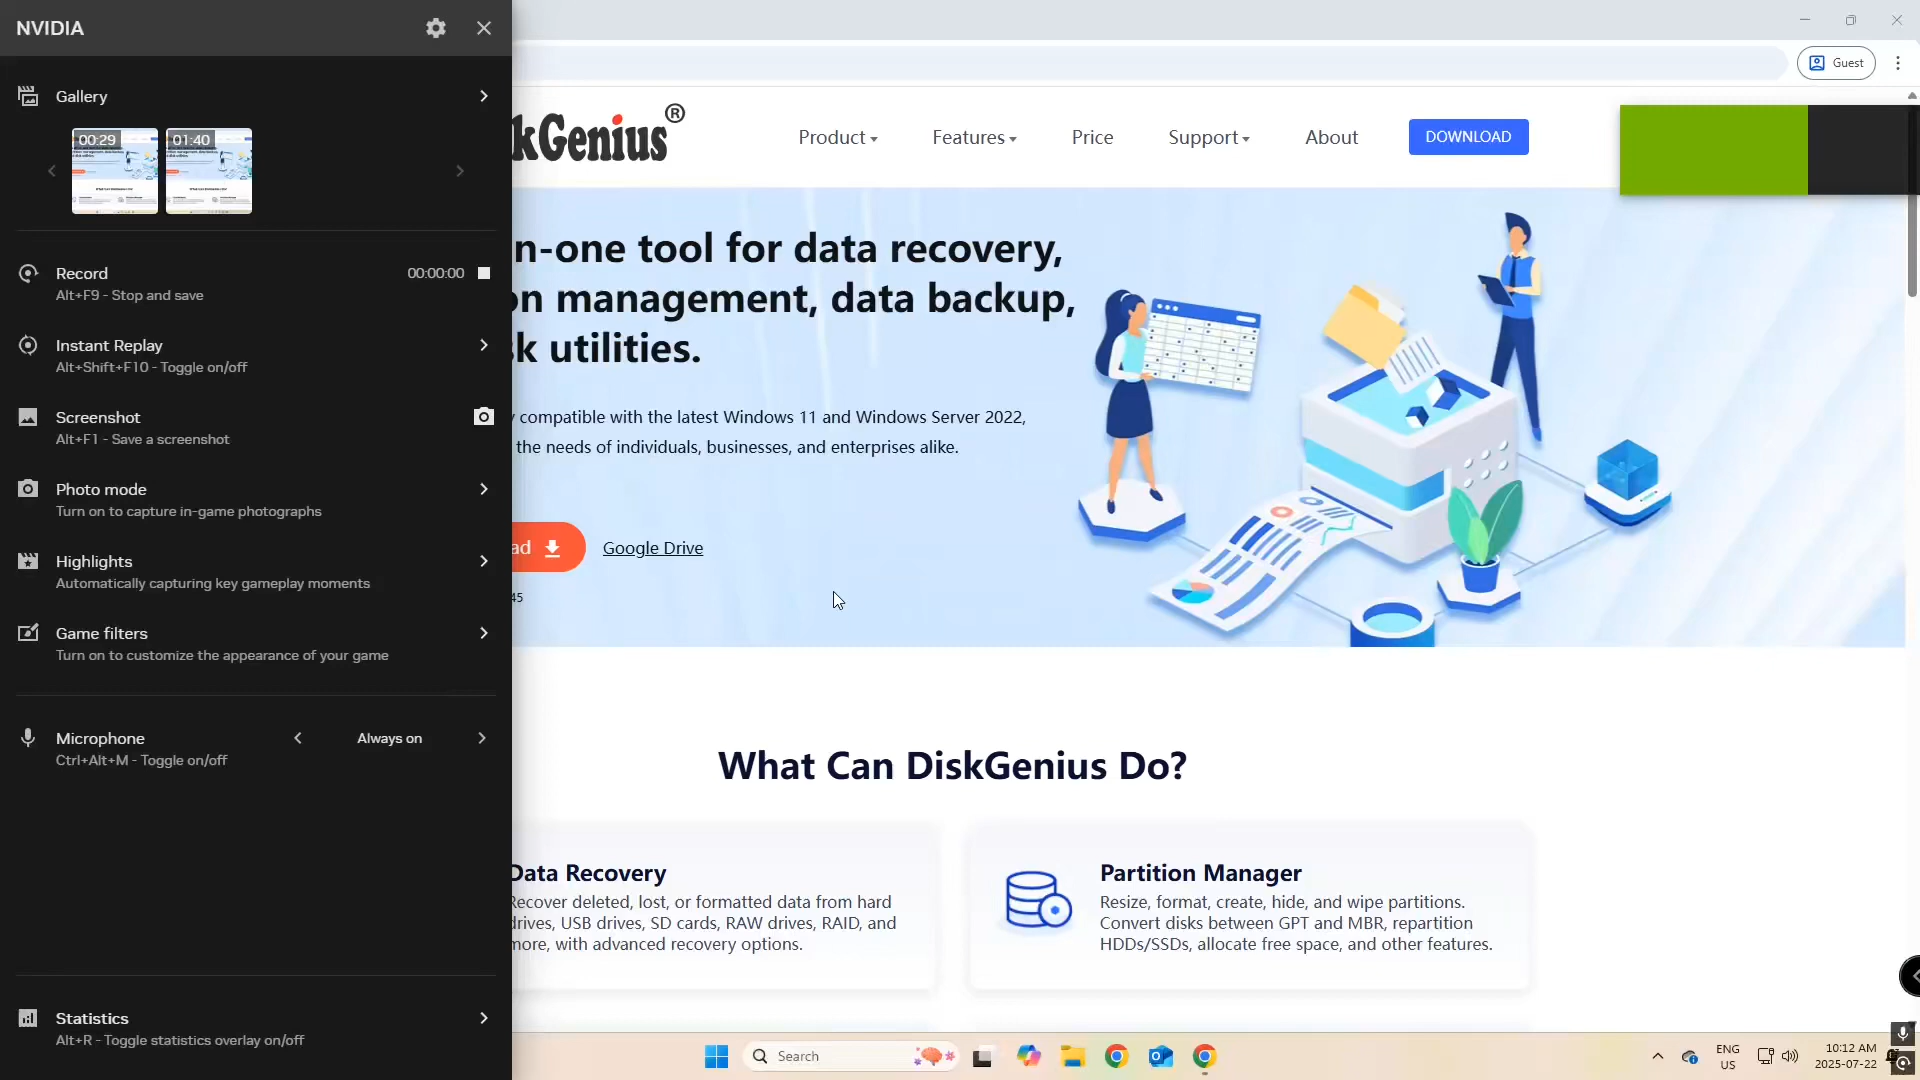 NVIDIA
Gallery
00:29
01:40
Record
00:00:00
Alt+F9 - Stop and save
Instant Replay
Alt+Shift+F10 - Toggle on/off
Screenshot
Alt+F1 - Save a screenshot
Photo mode
Turn on to capture in-game photographs
Highlights
Automatically capturing key gameplay moments
Game filters
Turn on to customize the appearance of your game
Microphone
Always on
Ctrl+Alt+M - Toggle on/off
Statistics
Alt+R - Toggle statistics overlay on/off
Guest
kGenius®
Product
Features
Price
Support
About
DOWNLOAD
n-one tool for data recovery,
on management, data backup,
sk utilities.
compatible with the latest Windows 11 and Windows Server 2022,
the needs of individuals, businesses, and enterprises alike.
ad
Google Drive
45
What Can DiskGenius Do?
Data Recovery
Recover deleted, lost, or formatted data from hard
drives, USB drives, SD cards, RAW drives, RAID, and
more, with advanced recovery options.
Partition Manager
Resize, format, create, hide, and wipe partitions.
Convert disks between GPT and MBR, repartition
HDDs/SSDs, allocate free space, and other features.
Search
ENG
US
10:12 AM
2025-07-22